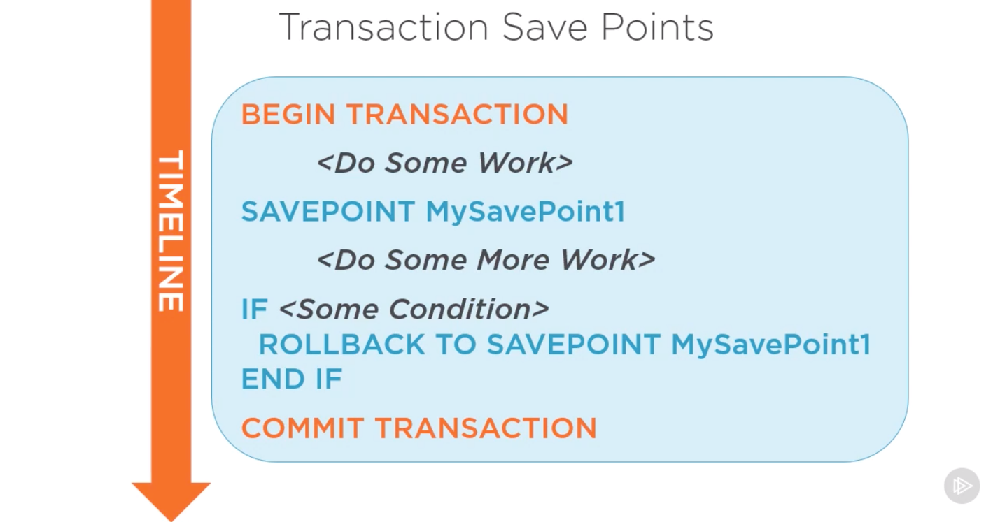 Transaction Save Points
TIMELINE
BEGIN TRANSACTION
<Do Some Work>
SAVEPOINT MySavePoint1
<Do Some More Work>
IF <Some Condition>
ROLLBACK TO SAVEPOINT MySavePoint1
END IF
COMMIT TRANSACTION